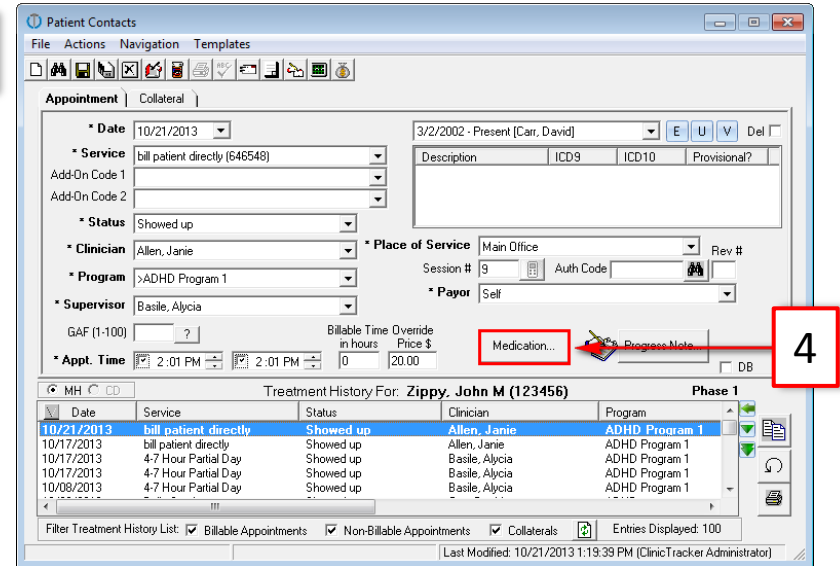 Patient Contacts
File Actions Navigation Templates
Appointment Collateral
* Date 10/21/2013 3/2/2002 - Present [Carr, David] E U V Del
* Service bill patient directly (646548) Description ICD9 ICD10 Provisional?
Add-On Code 1
Add-On Code 2
* Status Showed up
* Clinician Allen, Janie * Place of Service Main Office Rev #
Session # 9 Auth Code
* Program >ADHD Program 1
* Payor Self
* Supervisor Basile, Alycia
GAF (1-100) ? Billable Time Override
in hours Price $
Medication... Progress Note... 4
* Appt. Time 2:01 PM 2:01 PM 0 20.00
DB
MH CD Treatment History For: Zippy, John M (123456) Phase 1
Date Service Status Clinician Program
10/21/2013 bill patient directly Showed up Allen, Janie ADHD Program 1
10/17/2013 bill patient directly Showed up Allen, Janie ADHD Program 1
10/17/2013 4-7 Hour Partial Day Showed up Basile, Alycia ADHD Program 1
10/17/2013 4-7 Hour Partial Day Showed up Basile, Alycia ADHD Program 1
10/08/2013 4-7 Hour Partial Day Showed up Basile, Alycia ADHD Program 1
Filter Treatment History List: Billable Appointments Non-Billable Appointments Collaterals Entries Displayed: 100
Last Modified: 10/21/2013 1:19:39 PM (ClinicTracker Administrator)